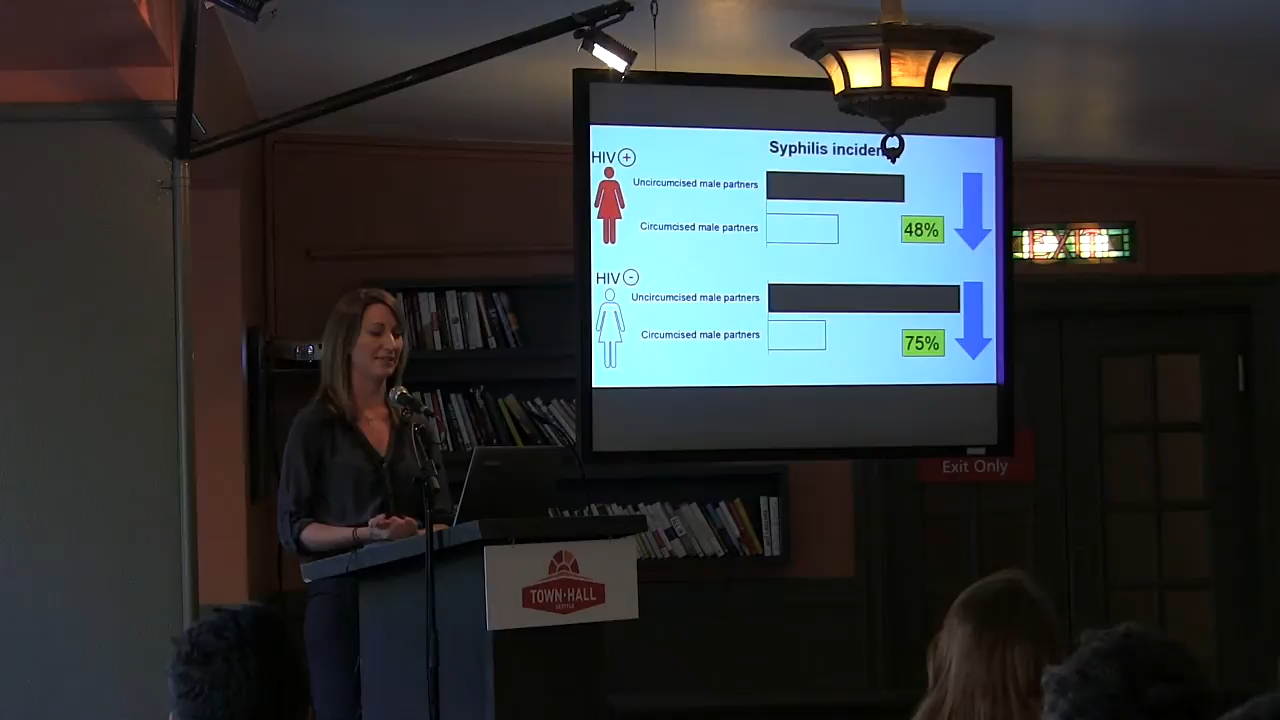 Syphilis inciden
HIV +
Uncircumcised male partners
Circumcised male partners
48%
HIV -
Uncircumcised male partners
Circumcised male partners
75%
EXIT
Exit Only
TOWN·HALL
SEATTLE